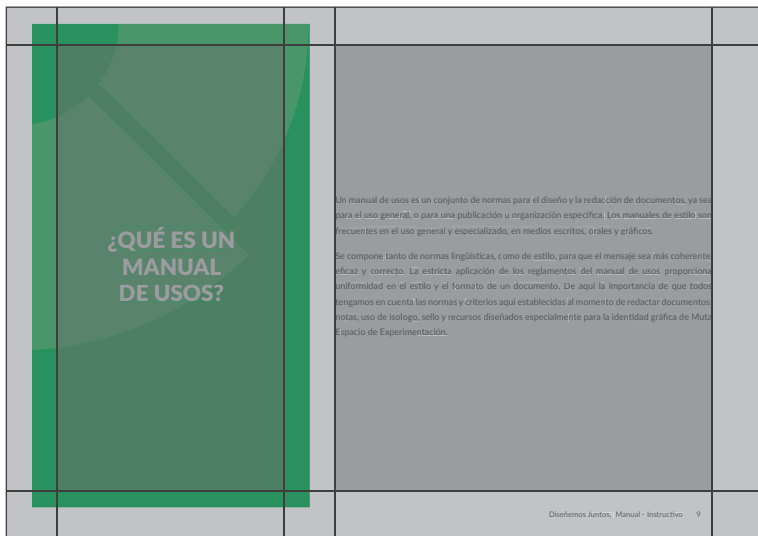 ¿QUÉ ES UN
MANUAL
DE USOS?
Un manual de usos es un conjunto de normas para el diseño y la redacción de documentos, ya sea
para el uso general, o para una publicación u organización específica. Los manuales de estilo son
frecuentes en el uso general y especializado, en medios escritos, orales y gráficos.
Se compone tanto de normas lingüísticas, como de estilo, para que el mensaje sea más coherente
eficaz y correcto. La estricta aplicación de los reglamentos del manual de usos proporciona
uniformidad en el estilo y el formato de un documento. De aquí la importancia de que todos
tengamos en cuenta las normas y criterios aquí establecidas al momento de redactar documentos,
notas, uso de isologo, sello y recursos diseñados especialmente para la identidad gráfica de Muta
Espacio de Experimentación.
Diseñemos Juntos, Manual - Instructivo 9